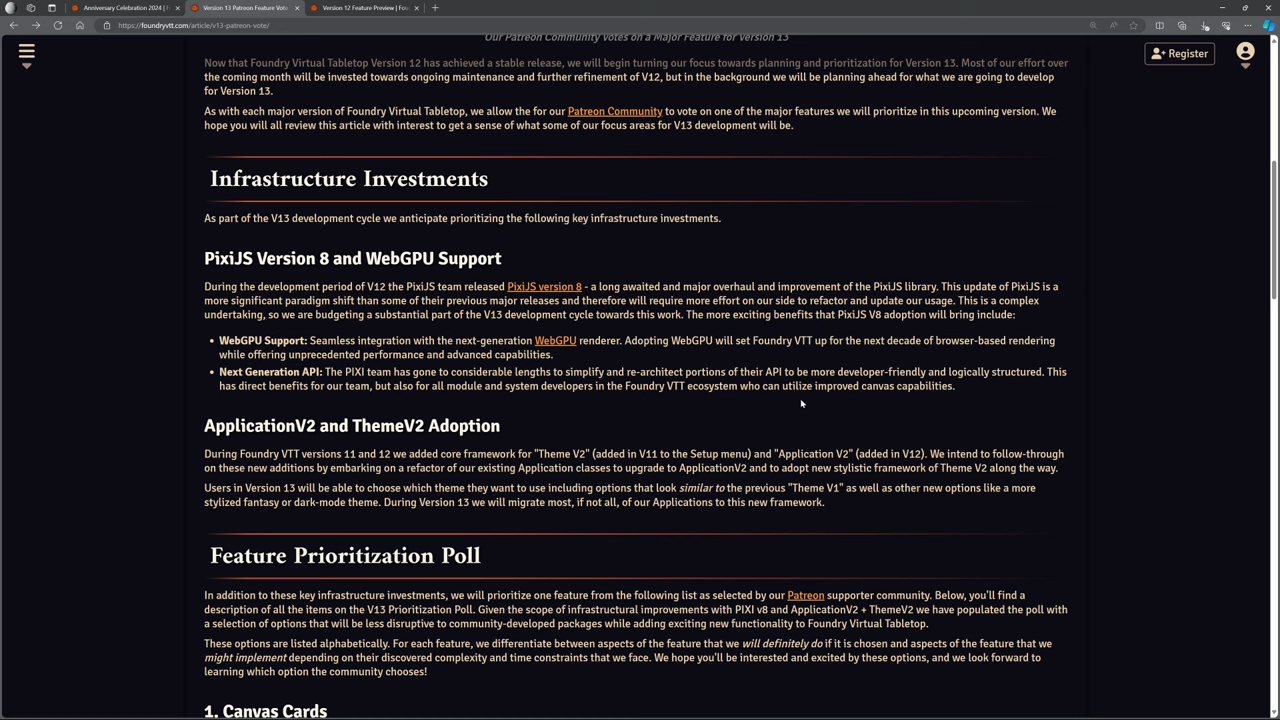 Anniversary Celebration 2024 | F
Version 13 Patreon Feature Vote
Version 12 Feature Preview | Fou
https://foundryvtt.com/article/v13-patreon-vote/
Register
Our Patreon Community Votes on a Major Feature for Version 13
Now that Foundry Virtual Tabletop Version 12 has achieved a stable release, we will begin turning our focus towards planning and prioritization for Version 13. Most of our effort over
the coming month will be invested towards ongoing maintenance and further refinement of V12, but in the background we will be planning ahead for what we are going to develop
for Version 13.
As with each major version of Foundry Virtual Tabletop, we allow the for our Patreon Community to vote on one of the major features we will prioritize in this upcoming version. We
hope you will all review this article with interest to get a sense of what some of our focus areas for V13 development will be.
Infrastructure Investments
As part of the V13 development cycle we anticipate prioritizing the following key infrastructure investments.
PixiJS Version 8 and WebGPU Support
During the development period of V12 the PixiJS team released PixiJS version 8 - a long awaited and major overhaul and improvement of the PixiJS library. This update of PixiJS is a
more significant paradigm shift than some of their previous major releases and therefore will require more effort on our side to refactor and update our usage. This is a complex
undertaking, so we are budgeting a substantial part of the V13 development cycle towards this work. The more exciting benefits that PixiJS V8 adoption will bring include:
• WebGPU Support: Seamless integration with the next-generation WebGPU renderer. Adopting WebGPU will set Foundry VTT up for the next decade of browser-based rendering
while offering unprecedented performance and advanced capabilities.
• Next Generation API: The PIXI team has gone to considerable lengths to simplify and re-architect portions of their API to be more developer-friendly and logically structured. This
has direct benefits for our team, but also for all module and system developers in the Foundry VTT ecosystem who can utilize improved canvas capabilities.
ApplicationV2 and ThemeV2 Adoption
During Foundry VTT versions 11 and 12 we added core framework for "Theme V2" (added in V11 to the Setup menu) and "Application V2" (added in V12). We intend to follow-through
on these new additions by embarking on a refactor of our existing Application classes to upgrade to ApplicationV2 and to adopt new stylistic framework of Theme V2 along the way.
Users in Version 13 will be able to choose which theme they want to use including options that look similar to the previous "Theme V1" as well as other new options like a more
stylized fantasy or dark-mode theme. During Version 13 we will migrate most, if not all, of our Applications to this new framework.
Feature Prioritization Poll
In addition to these key infrastructure investments, we will prioritize one feature from the following list as selected by our Patreon supporter community. Below, you'll find a
description of all the items on the V13 Prioritization Poll. Given the scope of infrastructural improvements with PIXI v8 and ApplicationV2 + ThemeV2 we have populated the poll with
a selection of options that will be less disruptive to community-developed packages while adding exciting new functionality to Foundry Virtual Tabletop.
These options are listed alphabetically. For each feature, we differentiate between aspects of the feature that we will definitely do if it is chosen and aspects of the feature that we
might implement depending on their discovered complexity and time constraints that we face. We hope you'll be interested and excited by these options, and we look forward to
learning which option the community chooses!
1. Canvas Cards